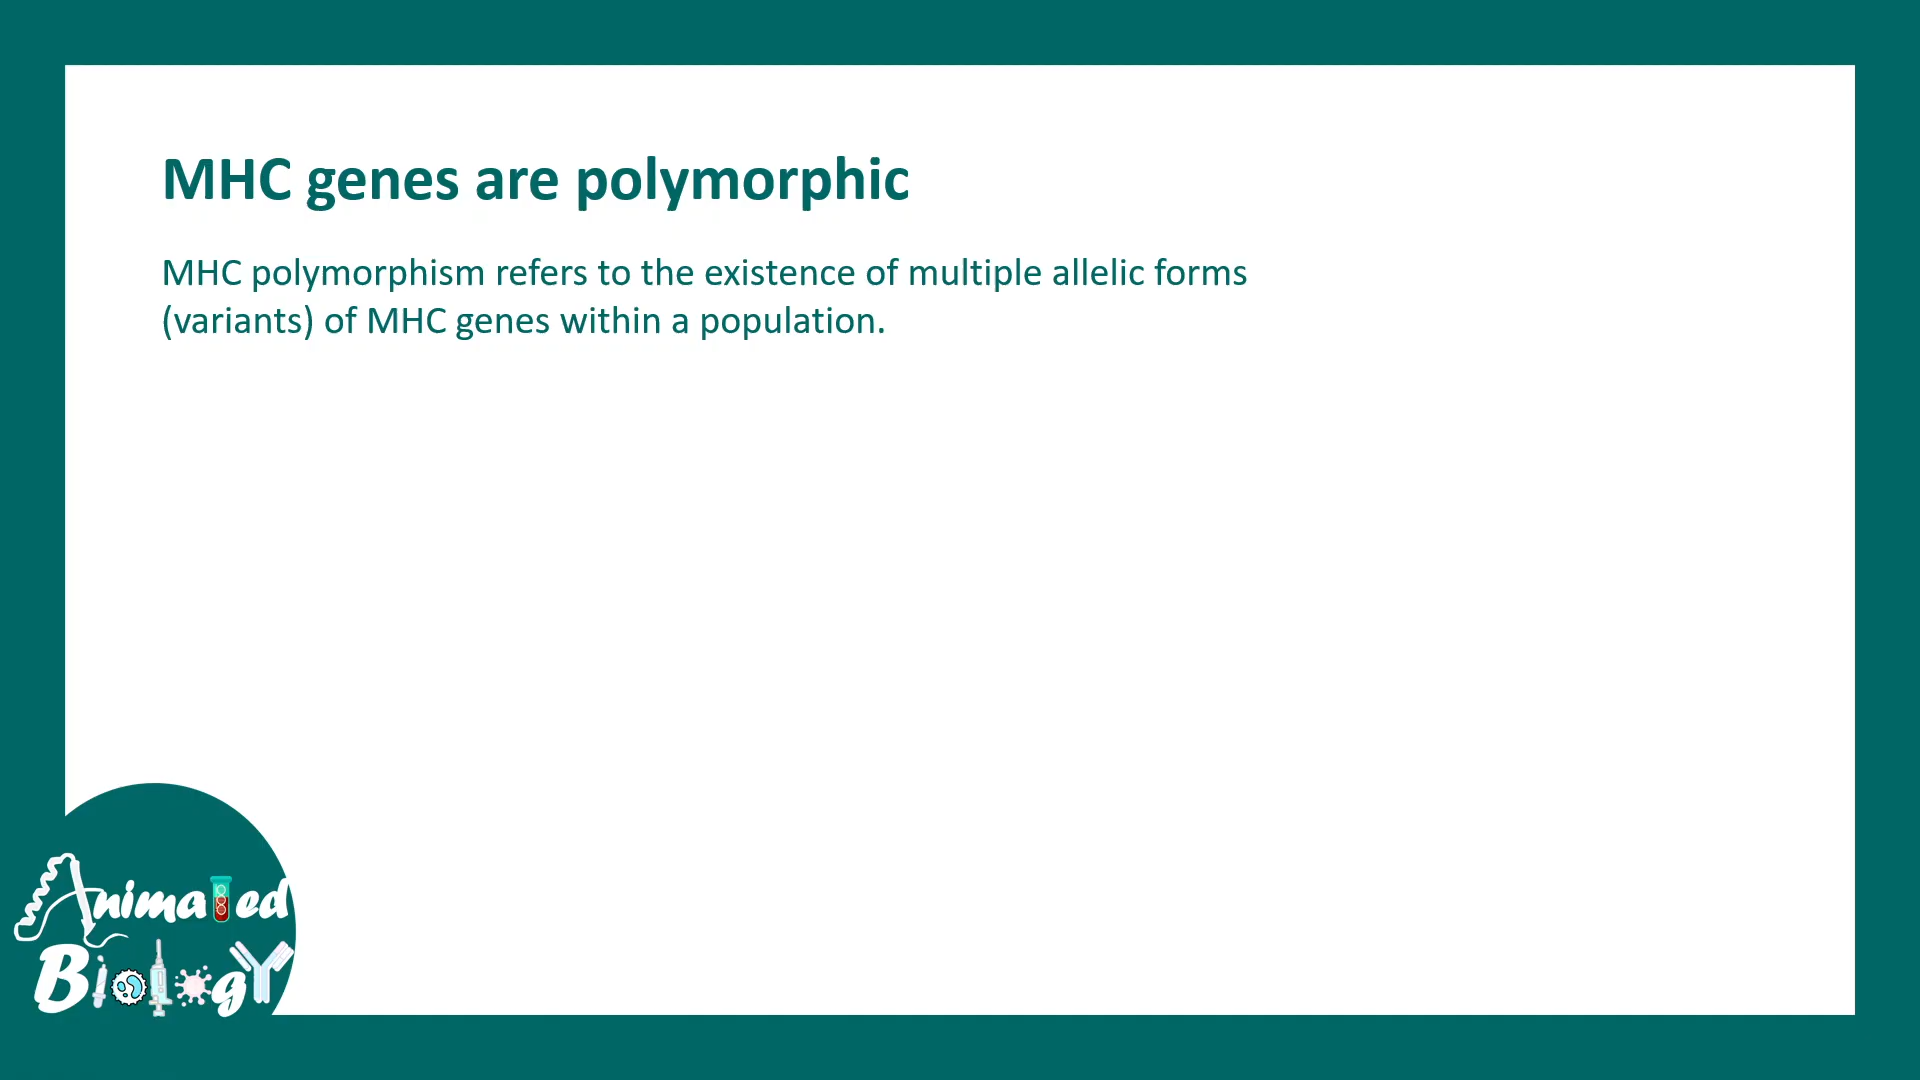 MHC genes are polymorphic
MHC polymorphism refers to the existence of multiple allelic forms
(variants) of MHC genes within a population.
Animated
Biology